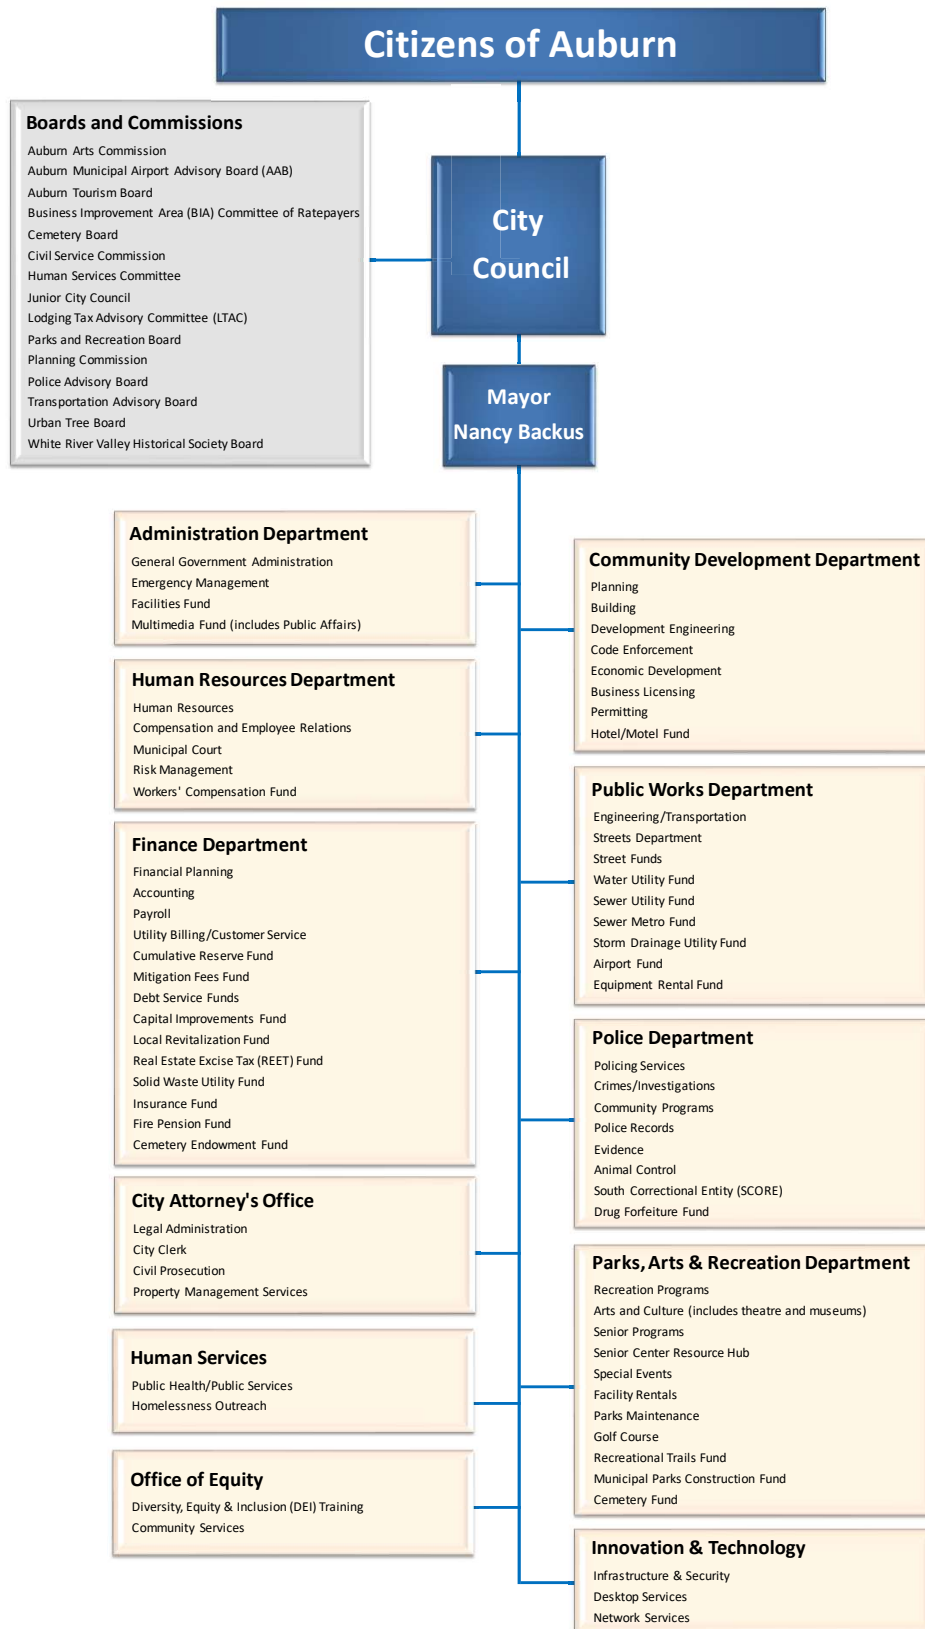 Citizens of Auburn
Boards and Commissions
Auburn Arts Commission
Auburn Municipal Airport Advisory Board (AAB)
Auburn Tourism Board
Business Improvement Area (BIA) Committee of Ratepayers
Cemetery Board
Civil Service Commission
Human Services Committee
Junior City Council
Lodging Tax Advisory Committee (LTAC)
Parks and Recreation Board
Planning Commission
Police Advisory Board
Transportation Advisory Board
Urban Tree Board
White River Valley Historical Society Board
City
Council
Mayor
Nancy Backus
Administration Department
General Government Administration
Emergency Management
Facilities Fund
Multimedia Fund (includes Public Affairs)
Human Resources Department
Human Resources
Compensation and Employee Relations
Municipal Court
Risk Management
Workers' Compensation Fund
Finance Department
Financial Planning
Accounting
Payroll
Utility Billing/Customer Service
Cumulative Reserve Fund
Mitigation Fees Fund
Debt Service Funds
Capital Improvements Fund
Local Revitalization Fund
Real Estate Excise Tax (REET) Fund
Solid Waste Utility Fund
Insurance Fund
Fire Pension Fund
Cemetery Endowment Fund
City Attorney's Office
Legal Administration
City Clerk
Civil Prosecution
Property Management Services
Human Services
Public Health/Public Services
Homelessness Outreach
Office of Equity
Diversity, Equity & Inclusion (DEI) Training
Community Services
Community Development Department
Planning
Building
Development Engineering
Code Enforcement
Economic Development
Business Licensing
Permitting
Hotel/Motel Fund
Public Works Department
Engineering/Transportation
Streets Department
Street Funds
Water Utility Fund
Sewer Utility Fund
Sewer Metro Fund
Storm Drainage Utility Fund
Airport Fund
Equipment Rental Fund
Police Department
Policing Services
Crimes/Investigations
Community Programs
Police Records
Evidence
Animal Control
South Correctional Entity (SCORE)
Drug Forfeiture Fund
Parks, Arts & Recreation Department
Recreation Programs
Arts and Culture (includes theatre and museums)
Senior Programs
Senior Center Resource Hub
Special Events
Facility Rentals
Parks Maintenance
Golf Course
Recreational Trails Fund
Municipal Parks Construction Fund
Cemetery Fund
Innovation & Technology
Infrastructure & Security
Desktop Services
Network Services